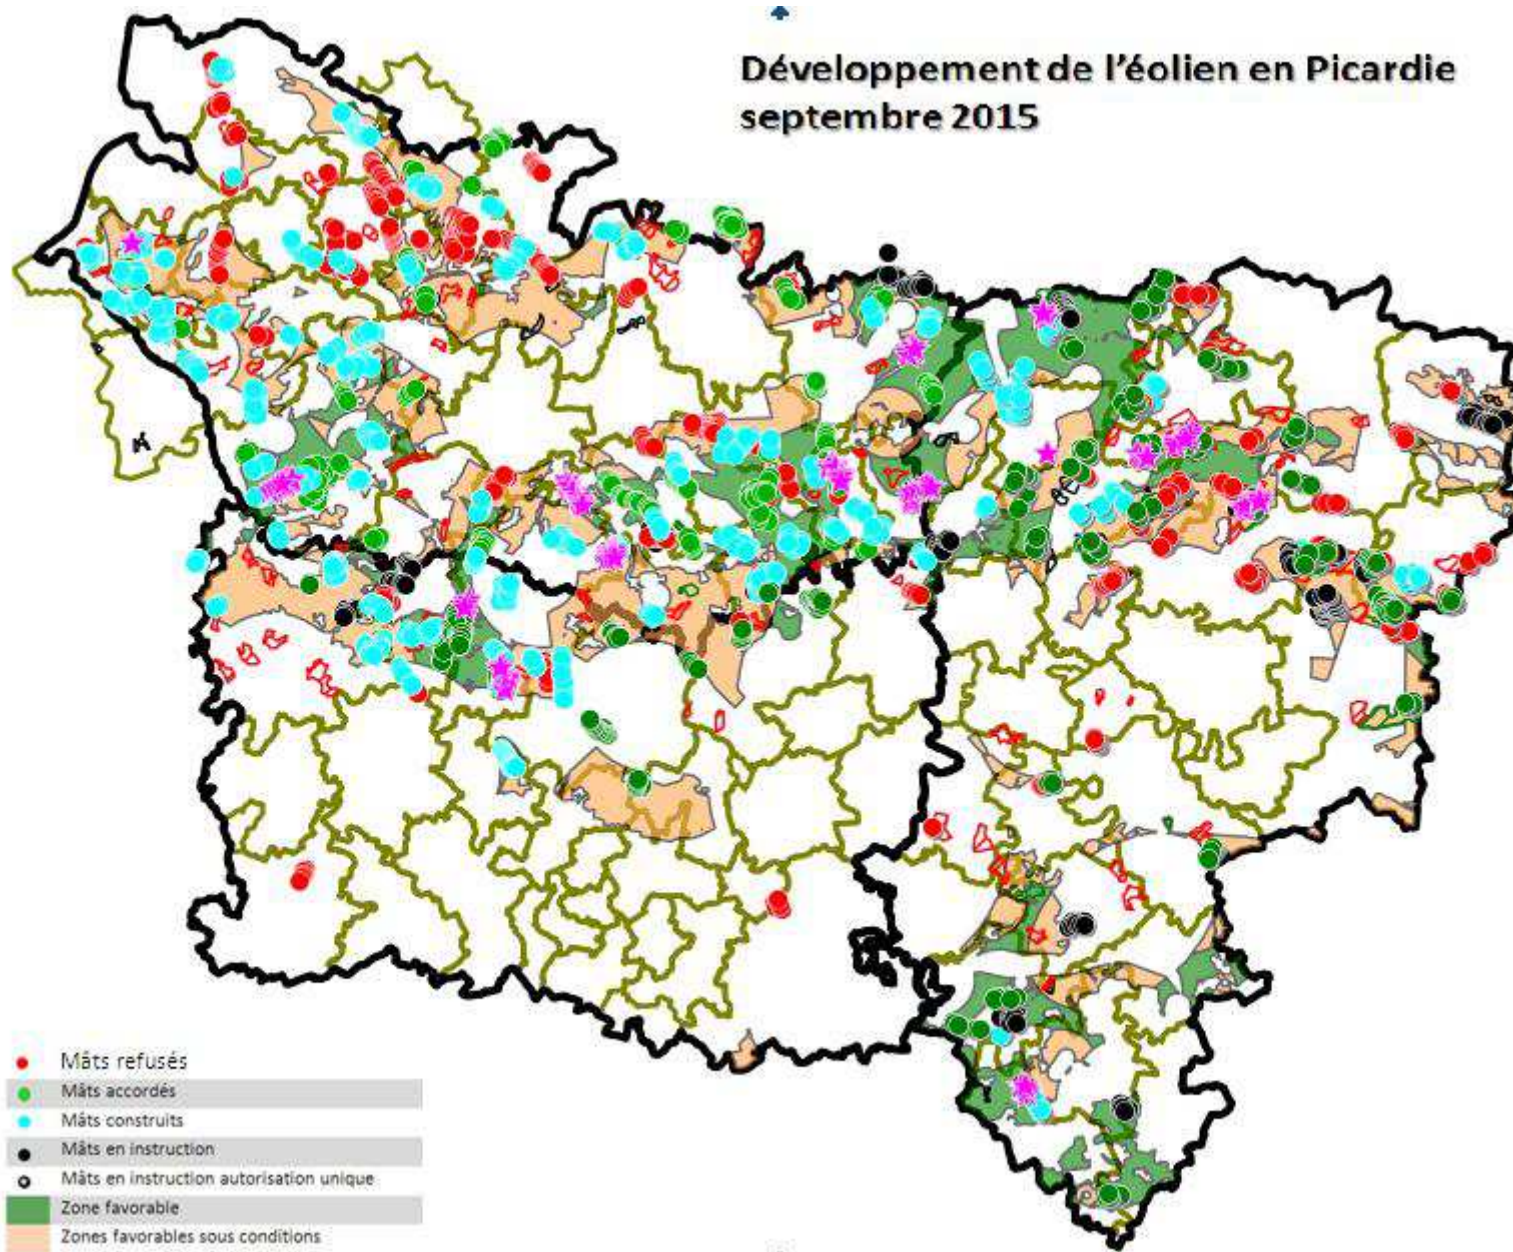 Développement de l'éolien en Picardie
septembre 2015
Mâts refusés
Mâts accordés
Mâts construits
Mâts en instruction
Mâts en instruction autorisation unique
Zone favorable
Zones favorables sous conditions